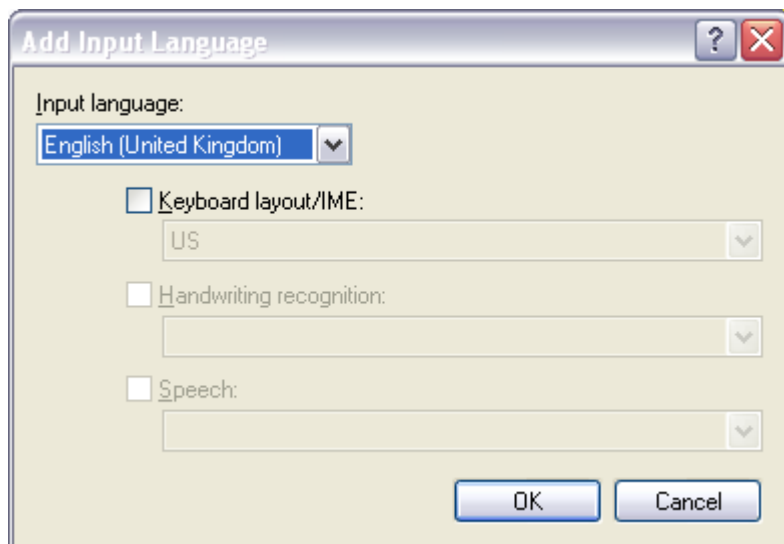 Add Input Language
Input language:
English (United Kingdom)
Keyboard layout/IME:
US
Handwriting recognition:
Speech:
OK Cancel